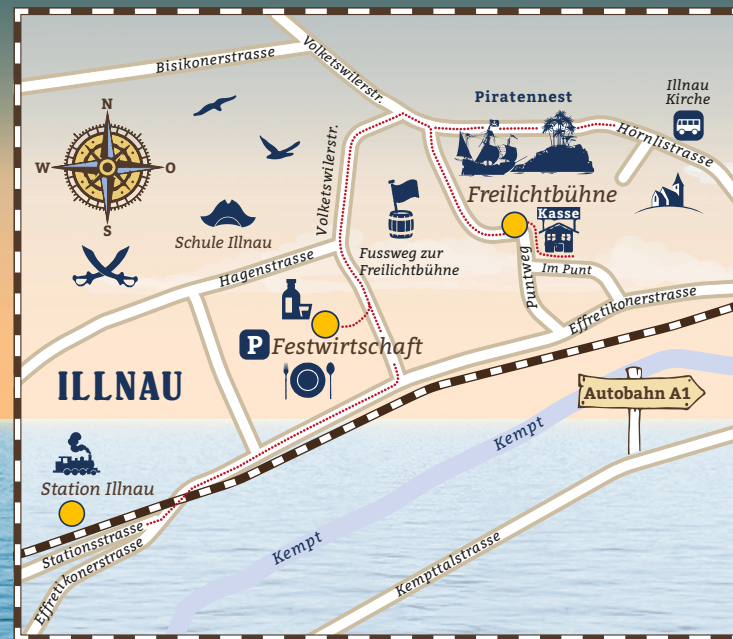 Bisikonerstrasse
Volketswilerstr.
Illnau
Kirche
Piratennest
N
W
O
S
Hörnlistrasse
Volketswilerstr.
Freilichtbühne
Kasse
Schule Illnau
Fussweg zur
Freilichtbühne
Hagenstrasse
Im Punt
Puntweg
Effretikonerstrasse
P Festwirtschaft
ILLNAU
Autobahn A1
Kempt
Station Illnau
Stationsstrasse
Kempt
Kempttalstrasse
Effretikonerstrasse